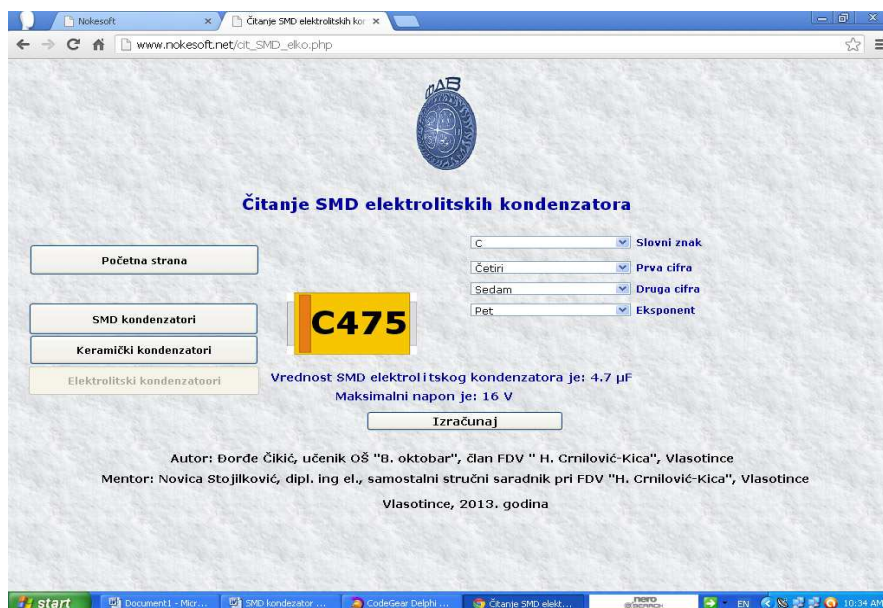 Nokesoft
Čitanje SMD elektrolitskih kor
www.nokesoft.net/cit_SMD_elko.php
ФДВ
Čitanje SMD elektrolitskih kondenzatora
C Slovni znak
Početna strana
Četiri Prva cifra
Sedam Druga cifra
Pet Eksponent
SMD kondenzatori
C475
Keramički kondenzatori
Elektrolitski kondenzatoori
Vrednost SMD elektrolitskog kondenzatora je: 4.7 µF
Maksimalni napon je: 16 V
Izračunaj
Autor: Đorđe Čikić, učenik OŠ "8. oktobar", član FDV " H. Crnilović-Kica", Vlasotince
Mentor: Novica Stojilković, dipl. ing el., samostalni stručni saradnik pri FDV "H. Crnilović-Kica", Vlasotince
Vlasotince, 2013. godina
start Document1 - Micr... SMD kondezator ... CodeGear Delphi ... Čitanje SMD elekt... nero SEARCH EN 10:34 AM